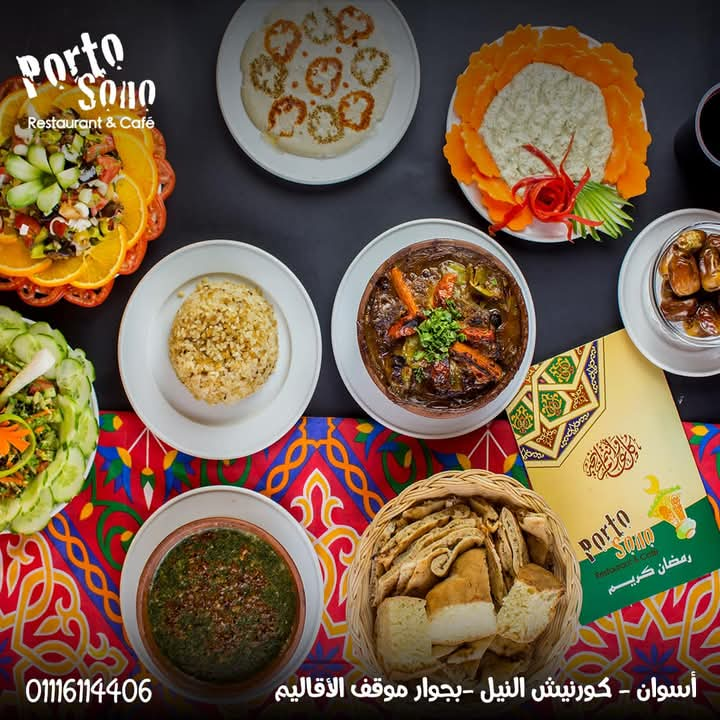 Porto
Sono
Restaurant & Café
Porto
Sono
Restaurant & Café
رمضان كريم
أسوان - كورنيش النيل - بجوار موقف الأقاليم
01116114406